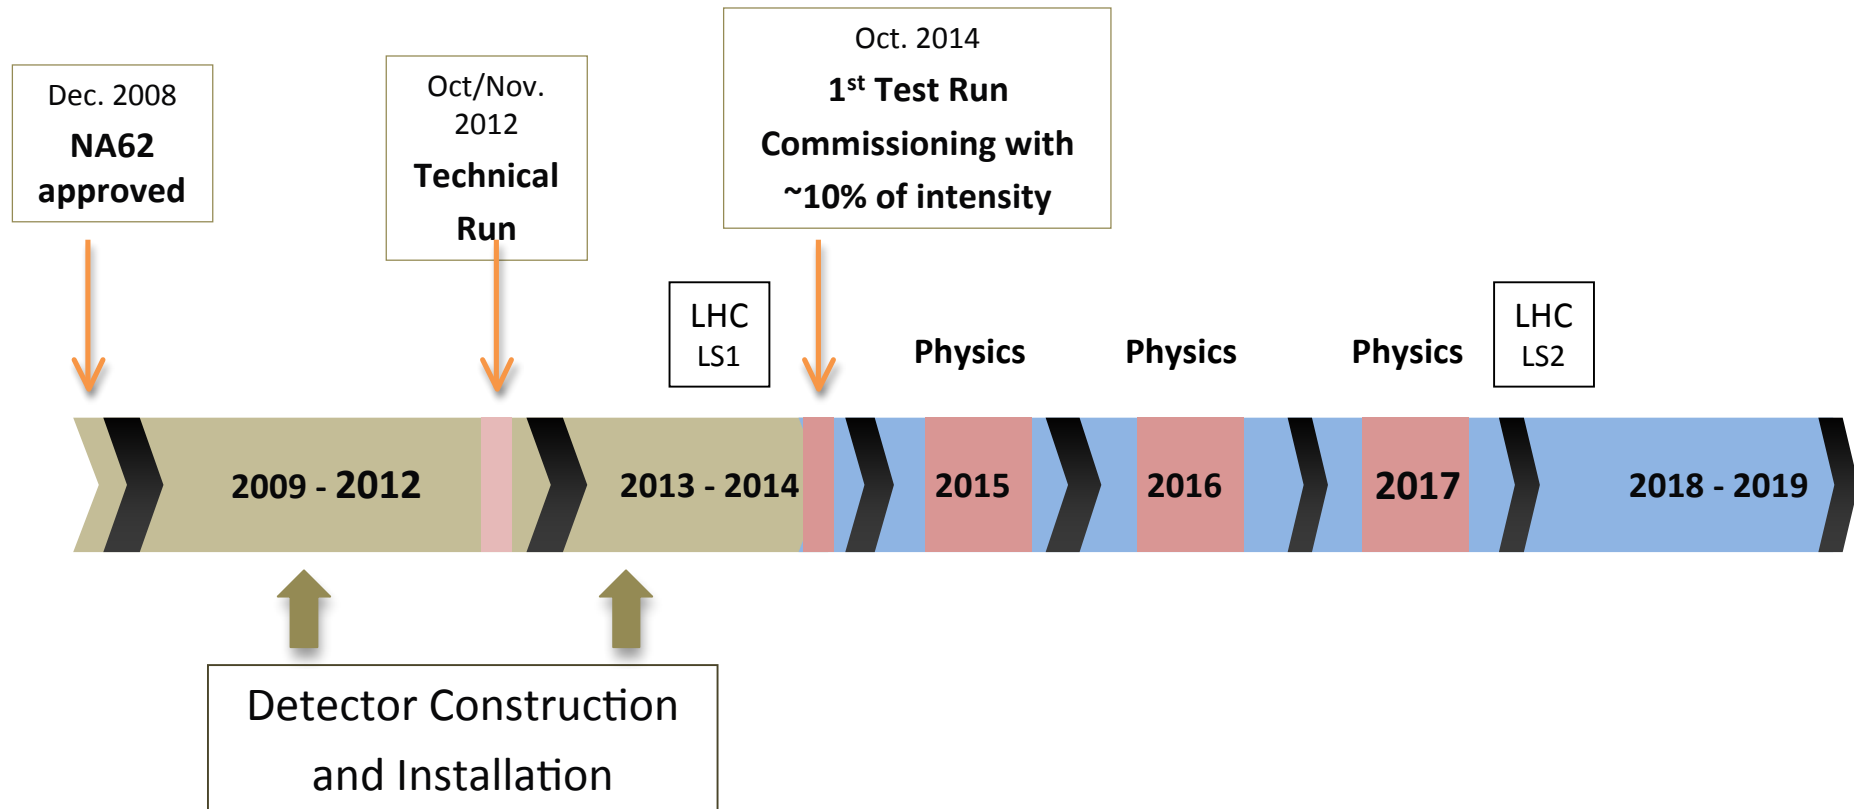 Dec. 2008
NA62
approved
Oct/Nov.
2012
Technical
Run
Oct. 2014
1st Test Run
Commissioning with
~10% of intensity
LHC
LS1
Physics
Physics
Physics
LHC
LS2
2009 - 2012
2013 - 2014
2015
2016
2017
2018 - 2019
Detector Construction
and Installation